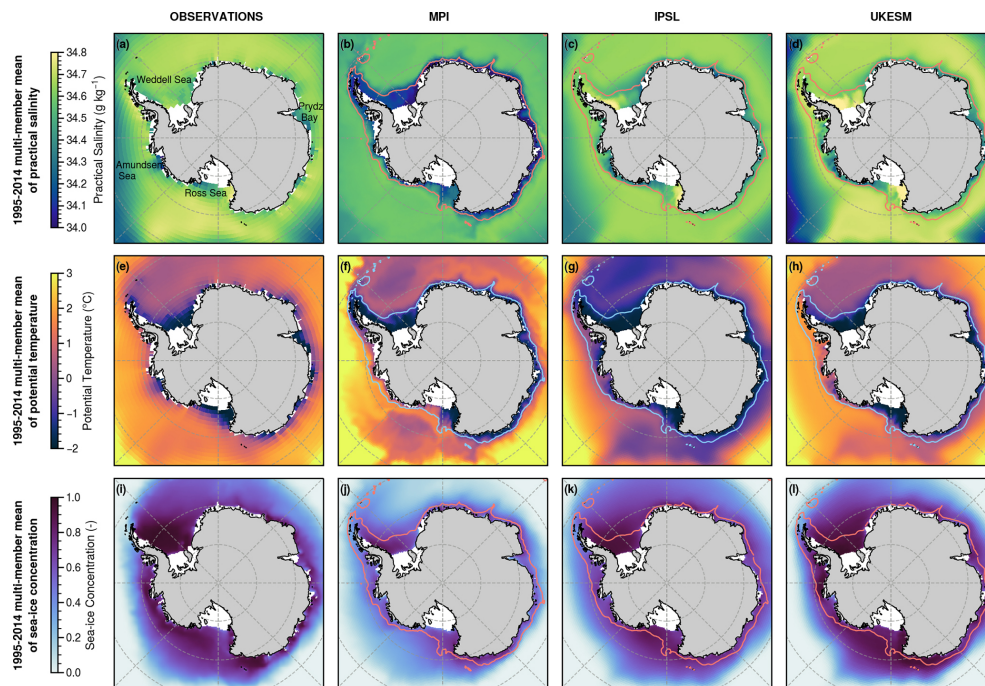 OBSERVATIONS
MPI
IPSL
UKESM
1995-2014 multi-member mean
of practical salinity
Practical Salinity (g kg⁻¹)
34.8
34.7
34.6
34.5
34.4
34.3
34.2
34.1
34.0
(a)
Weddell Sea
Prydz
Bay
Amundsen
Sea
Ross Sea
(b)
(c)
(d)
1995-2014 multi-member mean
of potential temperature
Potential Temperature (°C)
3
2
1
0
−1
−2
(e)
(f)
(g)
(h)
1995-2014 multi-member mean
of sea-ice concentration
Sea-ice Concentration (-)
1.0
0.8
0.6
0.4
0.2
0.0
(i)
(j)
(k)
(l)